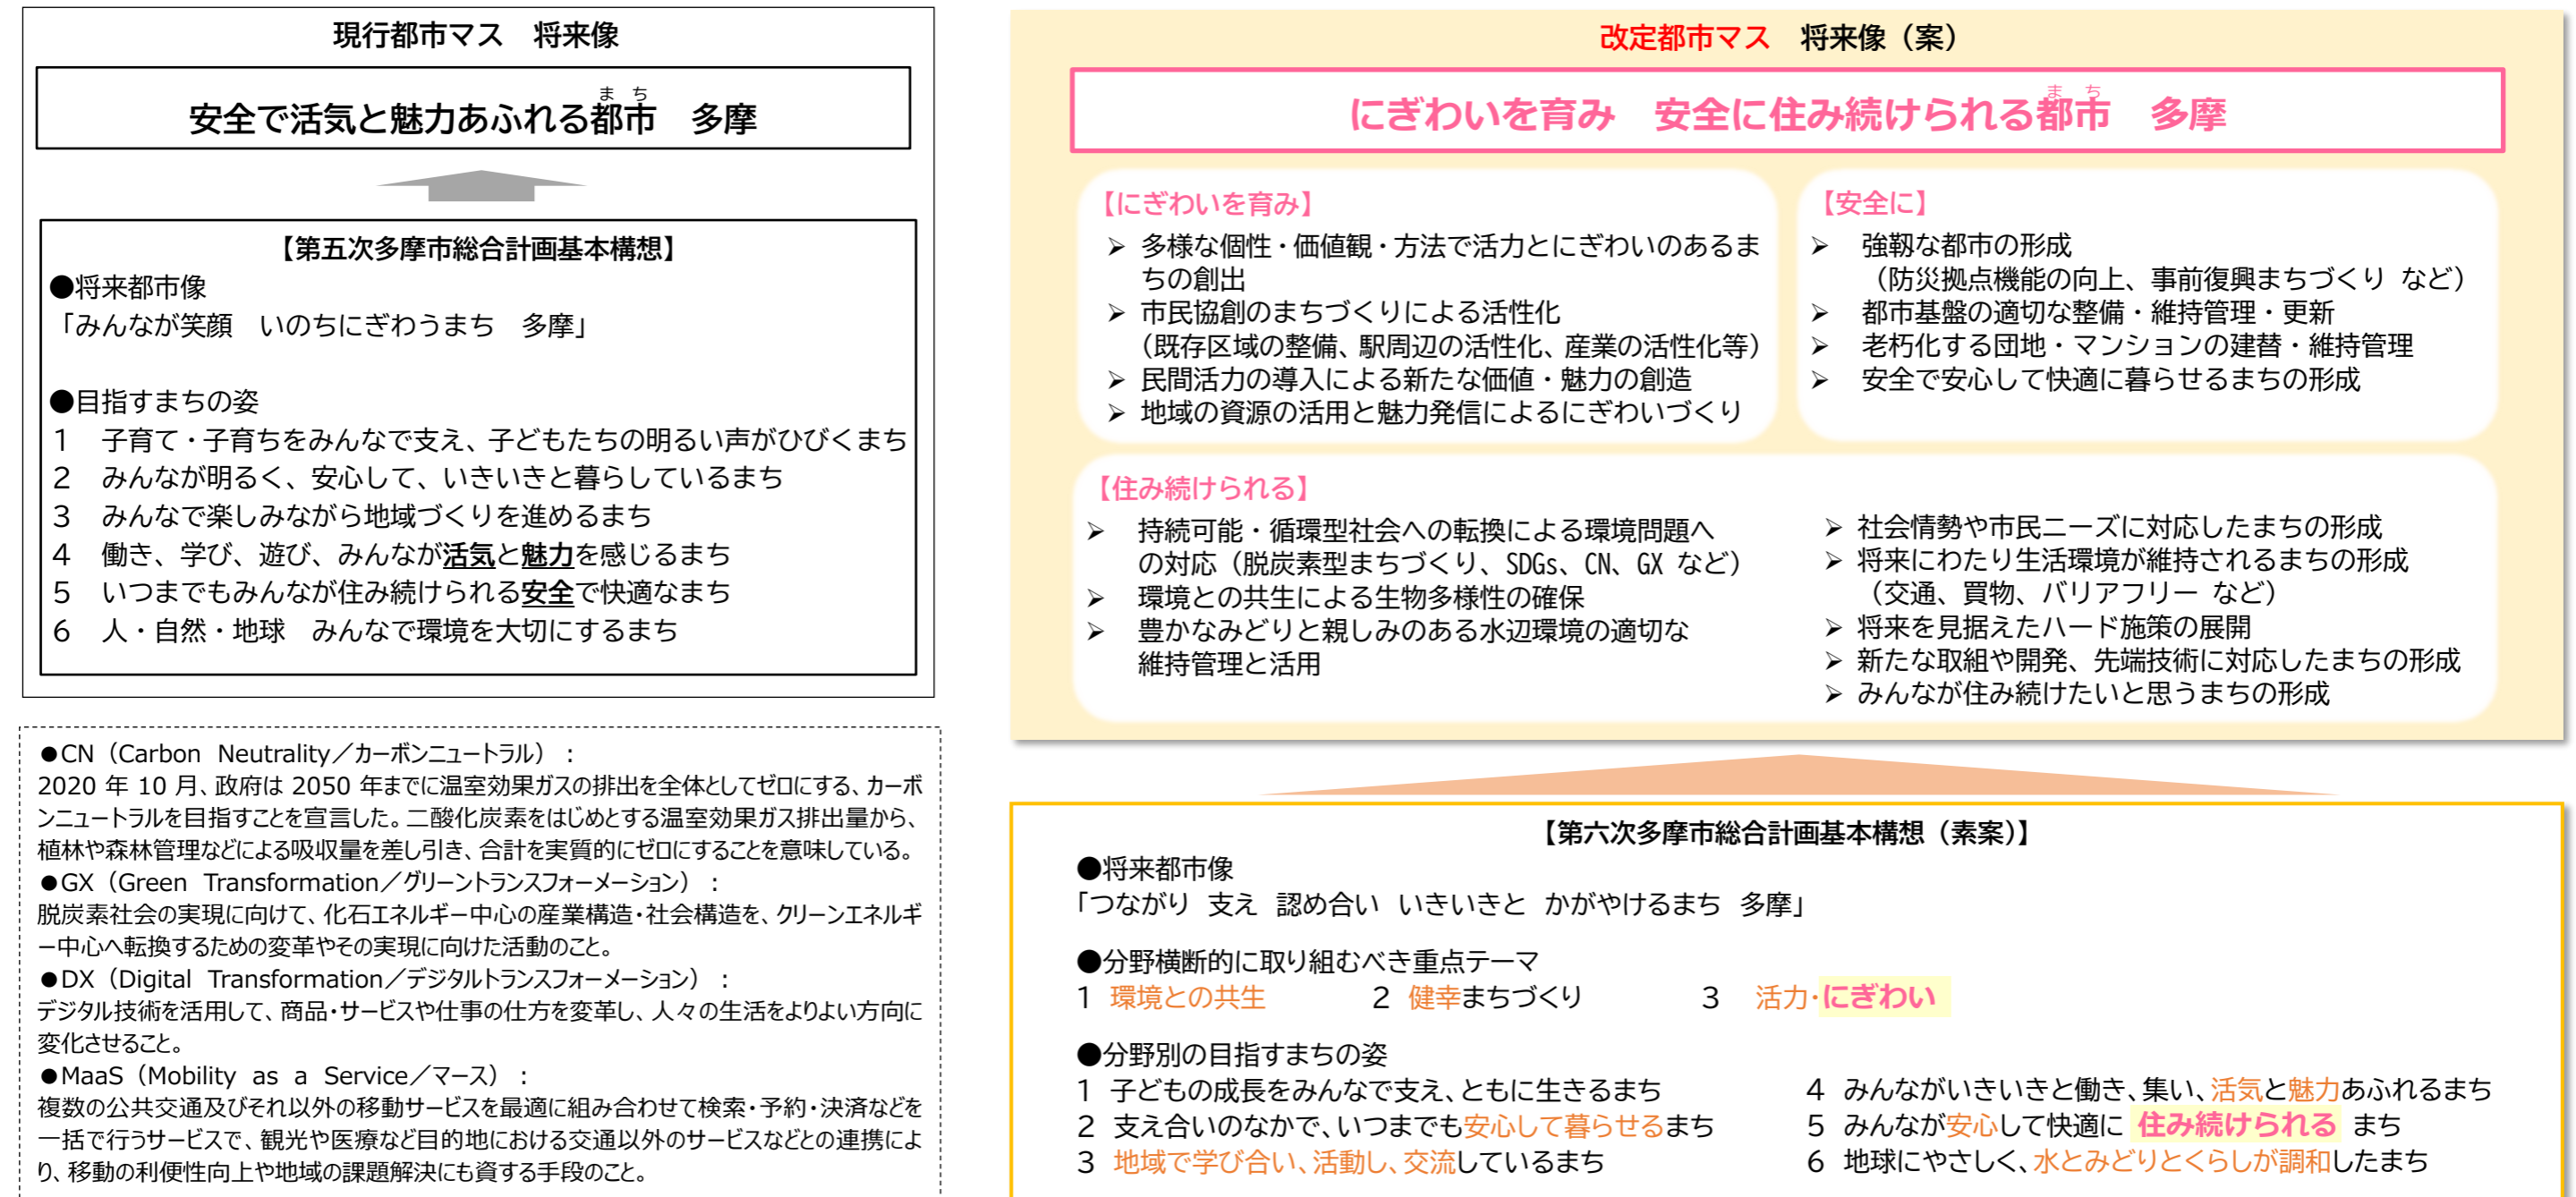 現行都市マス　将来像
まち
安全で活気と魅力あふれる都市　多摩
【第五次多摩市総合計画基本構想】
●将来都市像
「みんなが笑顔　いのちにぎわうまち　多摩」
●目指すまちの姿
１　子育て・子育ちをみんなで支え、子どもたちの明るい声がひびくまち
２　みんなが明るく、安心して、いきいきと暮らしているまち
３　みんなで楽しみながら地域づくりを進めるまち
４　働き、学び、遊び、みんなが活気と魅力を感じるまち
５　いつまでもみんなが住み続けられる安全で快適なまち
６　人・自然・地球　みんなで環境を大切にするまち
●CN（Carbon Neutrality／カーボンニュートラル）：
2020 年 10 月、政府は 2050 年までに温室効果ガスの排出を全体としてゼロにする、カーボ
ンニュートラルを目指すことを宣言した。二酸化炭素をはじめとする温室効果ガス排出量から、
植林や森林管理などによる吸収量を差し引き、合計を実質的にゼロにすることを意味している。
●GX（Green Transformation／グリーントランスフォーメーション）：
脱炭素社会の実現に向けて、化石エネルギー中心の産業構造・社会構造を、クリーンエネルギ
ー中心へ転換するための変革やその実現に向けた活動のこと。
●DX（Digital Transformation／デジタルトランスフォーメーション）：
デジタル技術を活用して、商品・サービスや仕事の仕方を変革し、人々の生活をよりよい方向に
変化させること。
●MaaS（Mobility as a Service／マース）：
複数の公共交通及びそれ以外の移動サービスを最適に組み合わせて検索・予約・決済などを
一括で行うサービスで、観光や医療など目的地における交通以外のサービスなどとの連携によ
り、移動の利便性向上や地域の課題解決にも資する手段のこと。
改定都市マス　将来像（案）
まち
にぎわいを育み　安全に住み続けられる都市　多摩
【にぎわいを育み】
➢ 多様な個性・価値観・方法で活力とにぎわいのあるま
ちの創出
➢ 市民協創のまちづくりによる活性化
（既存区域の整備、駅周辺の活性化、産業の活性化等）
➢ 民間活力の導入による新たな価値・魅力の創造
➢ 地域の資源の活用と魅力発信によるにぎわいづくり
【安全に】
➢ 強靱な都市の形成
（防災拠点機能の向上、事前復興まちづくり など）
➢ 都市基盤の適切な整備・維持管理・更新
➢ 老朽化する団地・マンションの建替・維持管理
➢ 安全で安心して快適に暮らせるまちの形成
【住み続けられる】
➢ 持続可能・循環型社会への転換による環境問題へ
の対応（脱炭素型まちづくり、SDGs、CN、GX など）
➢ 環境との共生による生物多様性の確保
➢ 豊かなみどりと親しみのある水辺環境の適切な
維持管理と活用
➢ 社会情勢や市民ニーズに対応したまちの形成
➢ 将来にわたり生活環境が維持されるまちの形成
（交通、買物、バリアフリー など）
➢ 将来を見据えたハード施策の展開
➢ 新たな取組や開発、先端技術に対応したまちの形成
➢ みんなが住み続けたいと思うまちの形成
【第六次多摩市総合計画基本構想（素案）】
●将来都市像
「つながり 支え 認め合い いきいきと かがやけるまち 多摩」
●分野横断的に取り組むべき重点テーマ
１ 環境との共生　２ 健幸まちづくり　３ 活力・にぎわい
●分野別の目指すまちの姿
１ 子どもの成長をみんなで支え、ともに生きるまち
２ 支え合いのなかで、いつまでも安心して暮らせるまち
３ 地域で学び合い、活動し、交流しているまち
４ みんながいきいきと働き、集い、活気と魅力あふれるまち
５ みんなが安心して快適に 住み続けられる まち
６ 地球にやさしく、水とみどりとくらしが調和したまち